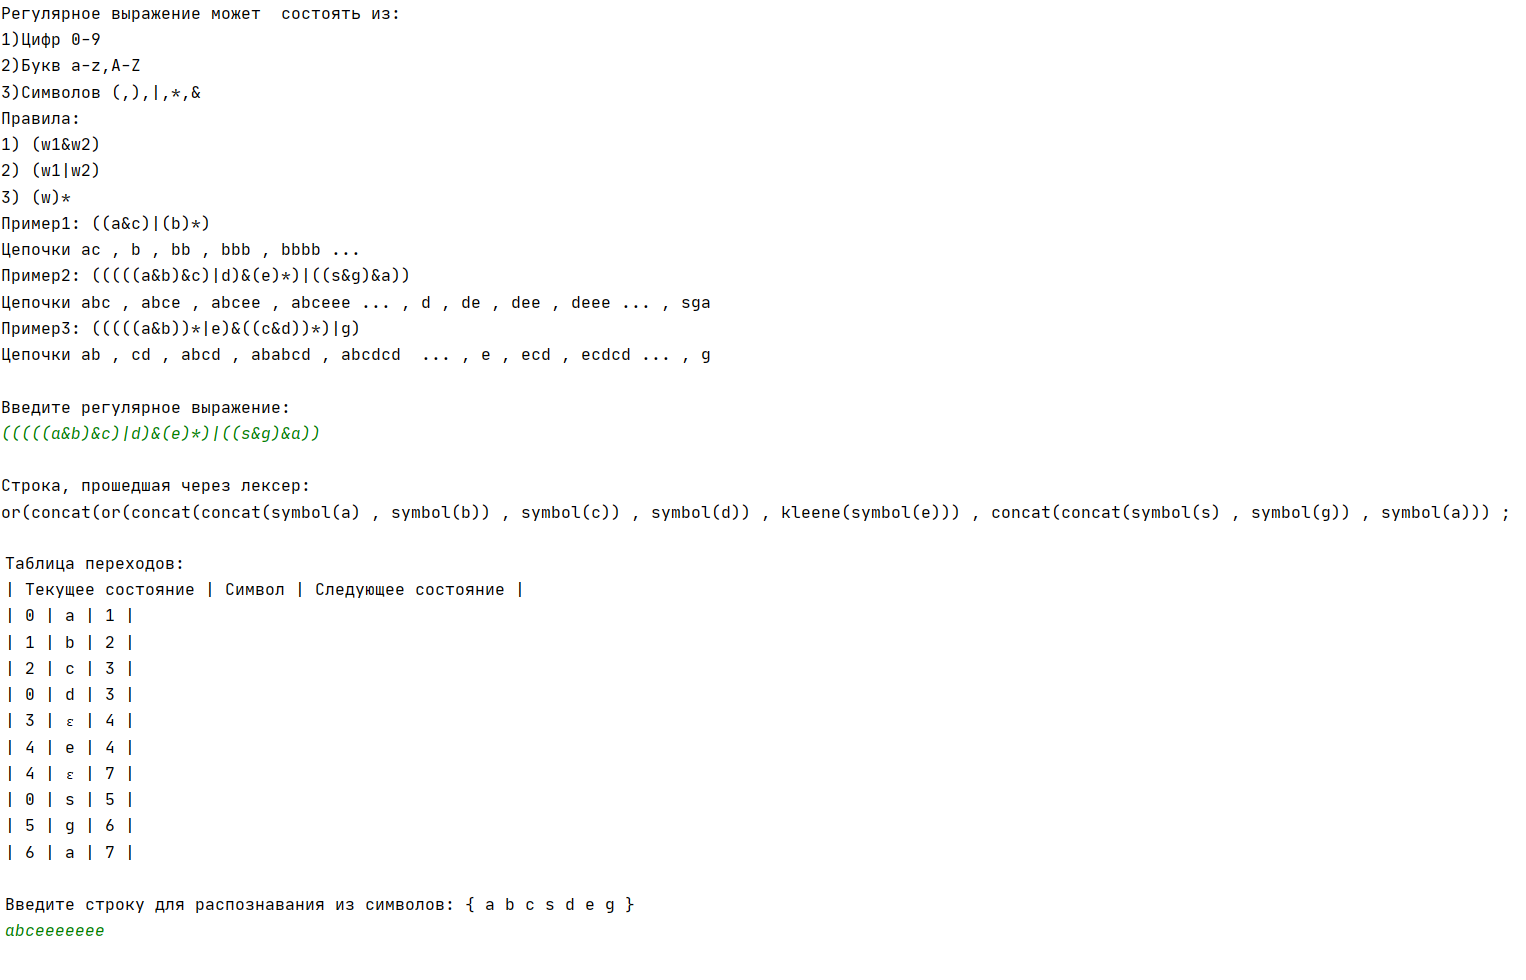 Регулярное выражение может  состоять из:
1)Цифр 0-9
2)Букв a-z,A-Z
3)Символов (,),|,*,&
Правила:
1) (w1&w2)
2) (w1|w2)
3) (w)*
Пример1: ((a&c)|(b)*)
Цепочки ac , b , bb , bbb , bbbb ...
Пример2: (((((a&b)&c)|d)&(e)*)|((s&g)&a))
Цепочки abc , abce , abcee , abceee ... , d , de , dee , deee ... , sga
Пример3: (((((a&b))*|e)&((c&d))*)|g)
Цепочки ab , cd , abcd , ababcd , abcdcd  ... , e , ecd , ecdcd ... , g
Введите регулярное выражение:
(((((a&b)&c)|d)&(e)*)|((s&g)&a))
Строка, прошедшая через лексер:
or(concat(or(concat(concat(symbol(a) , symbol(b)) , symbol(c)) , symbol(d)) , kleene(symbol(e))) , concat(concat(symbol(s) , symbol(g)) , symbol(a))) ;
Таблица переходов:
| Текущее состояние | Символ | Следующее состояние |
| 0 | a | 1 |
| 1 | b | 2 |
| 2 | c | 3 |
| 0 | d | 3 |
| 3 | ε | 4 |
| 4 | e | 4 |
| 4 | ε | 7 |
| 0 | s | 5 |
| 5 | g | 6 |
| 6 | a | 7 |
Введите строку для распознавания из символов: { a b c s d e g }
abceeeeeee